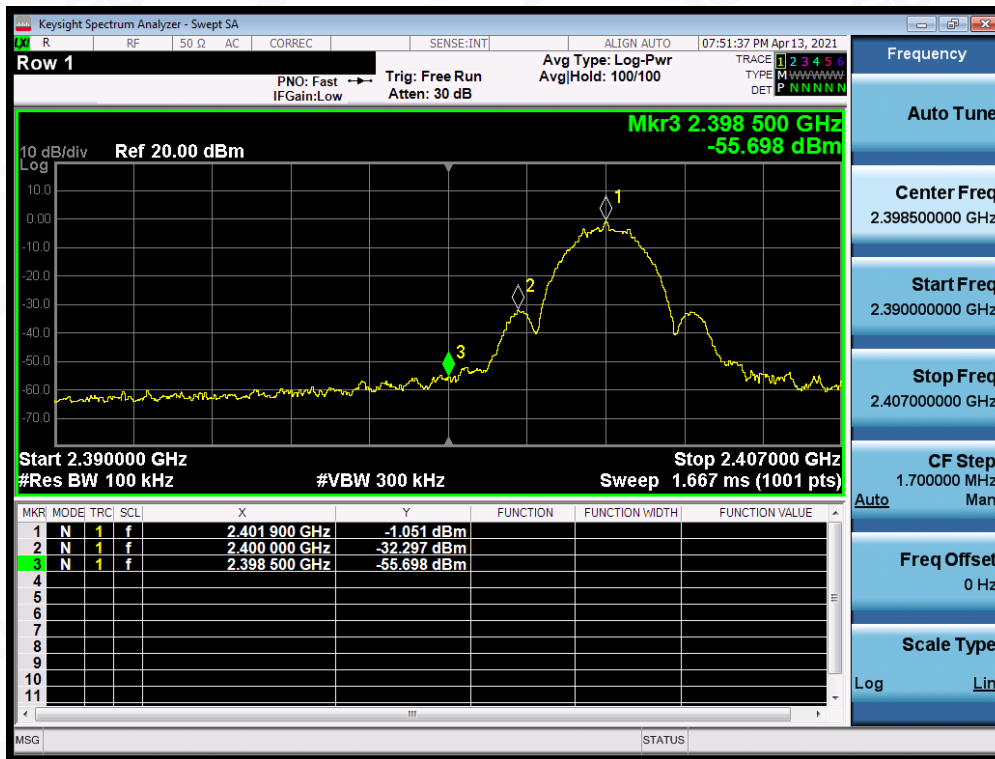 Keysight Spectrum Analyzer - Swept SA
LXI R RF 50 Ω AC CORREC SENSE:INT ALIGN AUTO 07:51:37 PM Apr 13, 2021
Row 1
PNO: Fast
IFGain:Low
Trig: Free Run
Atten: 30 dB
Avg Type: Log-Pwr
Avg|Hold: 100/100
TRACE 1 2 3 4 5 6
TYPE M WWWWW
DET P N N N N N
Mkr3 2.398 500 GHz
-55.698 dBm
10 dB/div Ref 20.00 dBm
Log
10.0
0.00
-10.0
-20.0
-30.0
-40.0
-50.0
-60.0
-70.0
1
2
3
Start 2.390000 GHz Stop 2.407000 GHz
#Res BW 100 kHz #VBW 300 kHz Sweep 1.667 ms (1001 pts)
MKR MODE TRC SCL X Y FUNCTION FUNCTION WIDTH FUNCTION VALUE
1 N 1 f 2.401 900 GHz -1.051 dBm
2 N 1 f 2.400 000 GHz -32.297 dBm
3 N 1 f 2.398 500 GHz -55.698 dBm
4
5
6
7
8
9
10
11
MSG STATUS
Frequency
Auto Tune
Center Freq
2.398500000 GHz
Start Freq
2.390000000 GHz
Stop Freq
2.407000000 GHz
CF Step
1.700000 MHz
Auto Man
Freq Offset
0 Hz
Scale Type
Log Lin